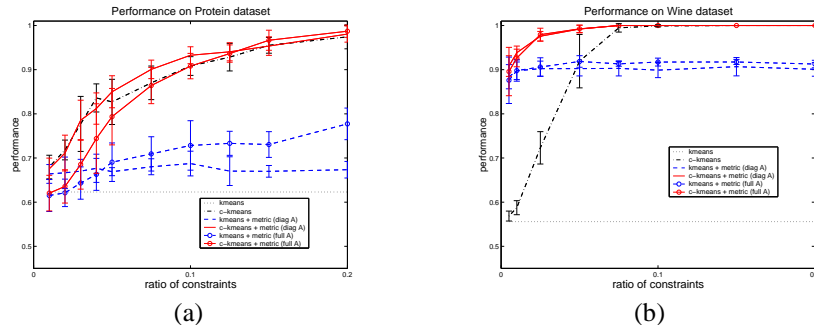 Performance on Protein dataset
1
0.9
0.8
0.7
0.6
0.5
performance
kmeans
c−kmeans
kmeans + metric (diag A)
c−kmeans + metric (diag A)
kmeans + metric (full A)
c−kmeans + metric (full A)
0
0.1
0.2
ratio of constraints
(a)
Performance on Wine dataset
1
0.9
0.8
0.7
0.6
0.5
performance
kmeans
c−kmeans
kmeans + metric (diag A)
c−kmeans + metric (diag A)
kmeans + metric (full A)
c−kmeans + metric (full A)
0
0.1
ratio of constraints
(b)